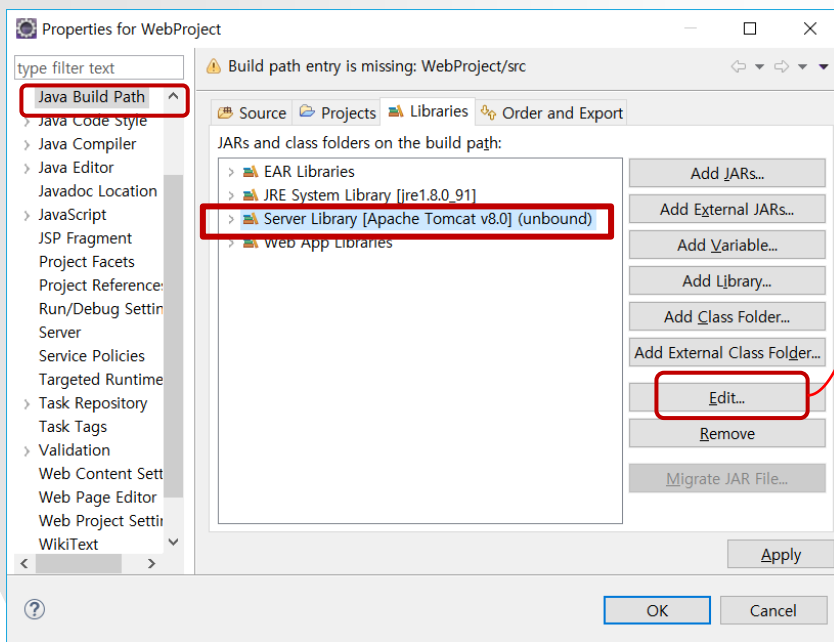 Properties for WebProject
type filter text
Build path entry is missing: WebProject/src
Java Build Path
Java Code Style
Java Compiler
Java Editor
Javadoc Location
JavaScript
JSP Fragment
Project Facets
Project Reference
Run/Debug Settin
Server
Service Policies
Targeted Runtime
Task Repository
Task Tags
Validation
Web Content Sett
Web Page Editor
Web Project Settin
WikiText
Source Projects Libraries Order and Export
JARs and class folders on the build path:
EAR Libraries
JRE System Library [jre1.8.0_91]
Server Library [Apache Tomcat v8.0] (unbound)
Web App Libraries
Add JARs...
Add External JARs...
Add Variable...
Add Library...
Add Class Folder...
Add External Class Folder...
Edit...
Remove
Migrate JAR File...
Apply
OK Cancel